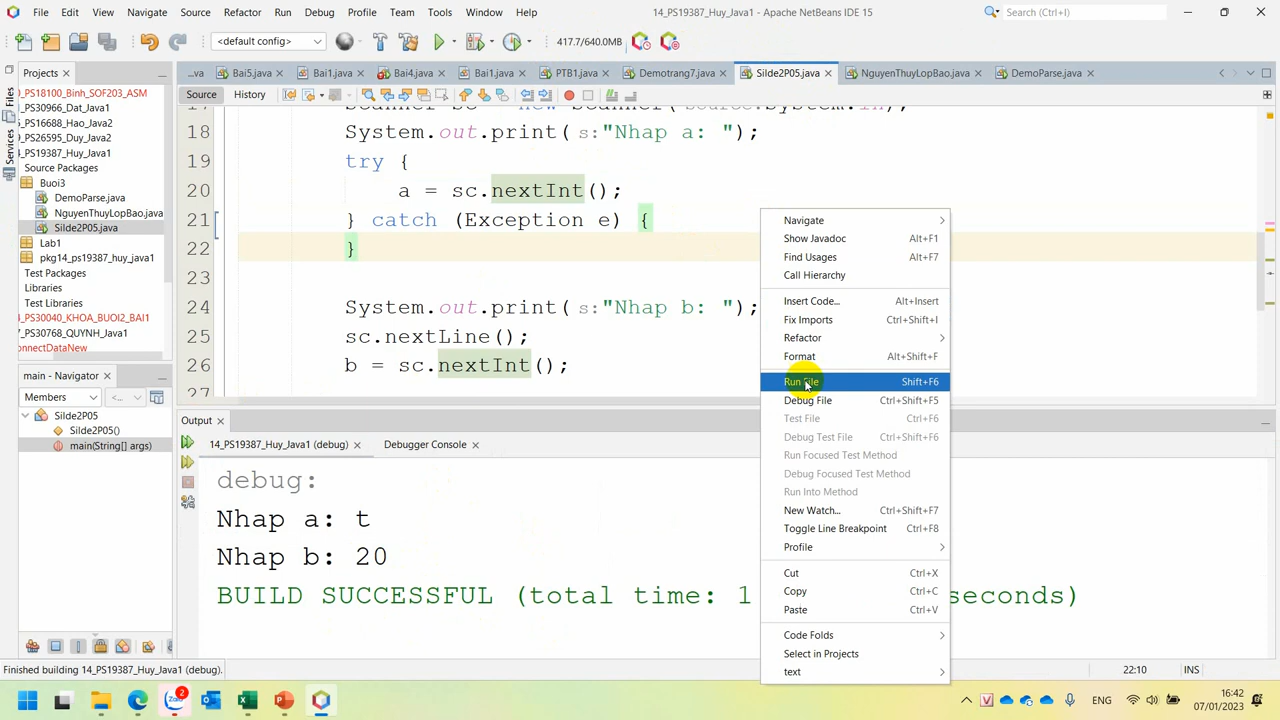 File Edit View Navigate Source Refactor Run Debug Profile Team Tools Window Help
14_PS19387_Huy_Java1 - Apache NetBeans IDE 15
Search (Ctrl+I)
<default config>
417.7/640.0MB
Projects
...va Bai5.java Bai1.java Bai4.java Bai1.java PTB1.java Demotrang7.java Silde2P05.java NguyenThuyLopBao.java DemoParse.java
Files
Services
_PS18100_Binh_SOF203_ASM
_PS30966_Dat_Java1
_PS18566_Hao_Java2
_PS26595_Duy_Java2
4_PS19387_Huy_Java1
Source Packages
Buoi3
DemoParse.java
NguyenThuyLopBao.java
Silde2P05.java
Lab1
pkg14_ps19387_huy_java1
Test Packages
Libraries
Test Libraries
4_PS30040_KHOA_BUOI2_BAI1
7_PS30768_QUYNH_Java1
onnectDataNew
Source History
18 System.out.print( s:"Nhap a: ");
19 try {
20 a = sc.nextInt();
21 } catch (Exception e) {
22 }
23
24 System.out.print( s:"Nhap b: ");
25 sc.nextLine();
26 b = sc.nextInt();
Navigate
Show Javadoc Alt+F1
Find Usages Alt+F7
Call Hierarchy
Insert Code... Alt+Insert
Fix Imports Ctrl+Shift+I
Refactor
Format Alt+Shift+F
Run File Shift+F6
Debug File Ctrl+Shift+F5
Test File Ctrl+F6
Debug Test File Ctrl+Shift+F6
Run Focused Test Method
Debug Focused Test Method
Run Into Method
New Watch... Ctrl+Shift+F7
Toggle Line Breakpoint Ctrl+F8
Profile
Cut Ctrl+X
Copy Ctrl+C
Paste Ctrl+V
Code Folds
Select in Projects
text
main - Navigator
Members
<...
Silde2P05
Silde2P05()
main(String[] args)
Output
14_PS19387_Huy_Java1 (debug) Debugger Console
debug:
Nhap a: t
Nhap b: 20
BUILD SUCCESSFUL (total time: 1 seconds)
Finished building 14_PS19387_Huy_Java1 (debug).
22:10 INS
2
Zalo
ENG
16:42
07/01/2023